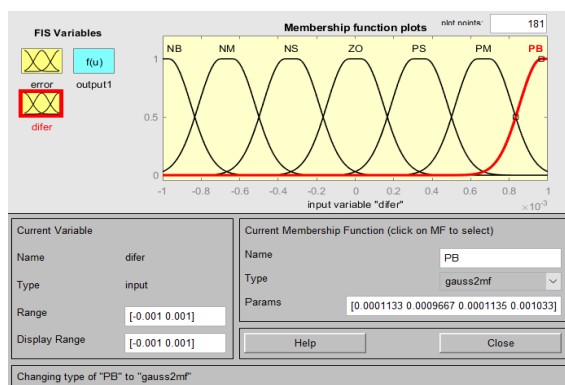 FIS Variables
Membership function plots
plot points:
181
f(u)
error
output1
difer
NB
NM
NS
ZO
PS
PM
PB
1
0.5
0
-1
-0.8
-0.6
-0.4
-0.2
0
0.2
0.4
0.6
0.8
1
input variable "difer"
×10-3
Current Variable
Name
difer
Type
input
Range
[-0.001 0.001]
Display Range
[-0.001 0.001]
Current Membership Function (click on MF to select)
Name
PB
Type
gauss2mf
Params
[0.0001133 0.0009667 0.0001135 0.001033]
Help
Close
Changing type of "PB" to "gauss2mf"